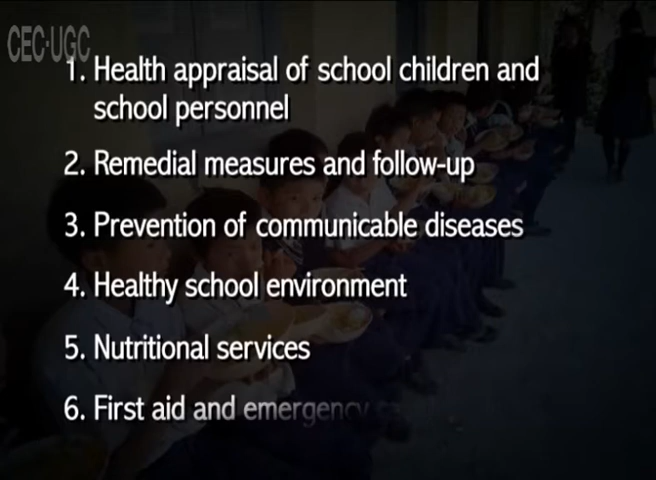 CEC-UGC
1. Health appraisal of school children and
school personnel
2. Remedial measures and follow-up
3. Prevention of communicable diseases
4. Healthy school environment
5. Nutritional services
6. First aid and emergency